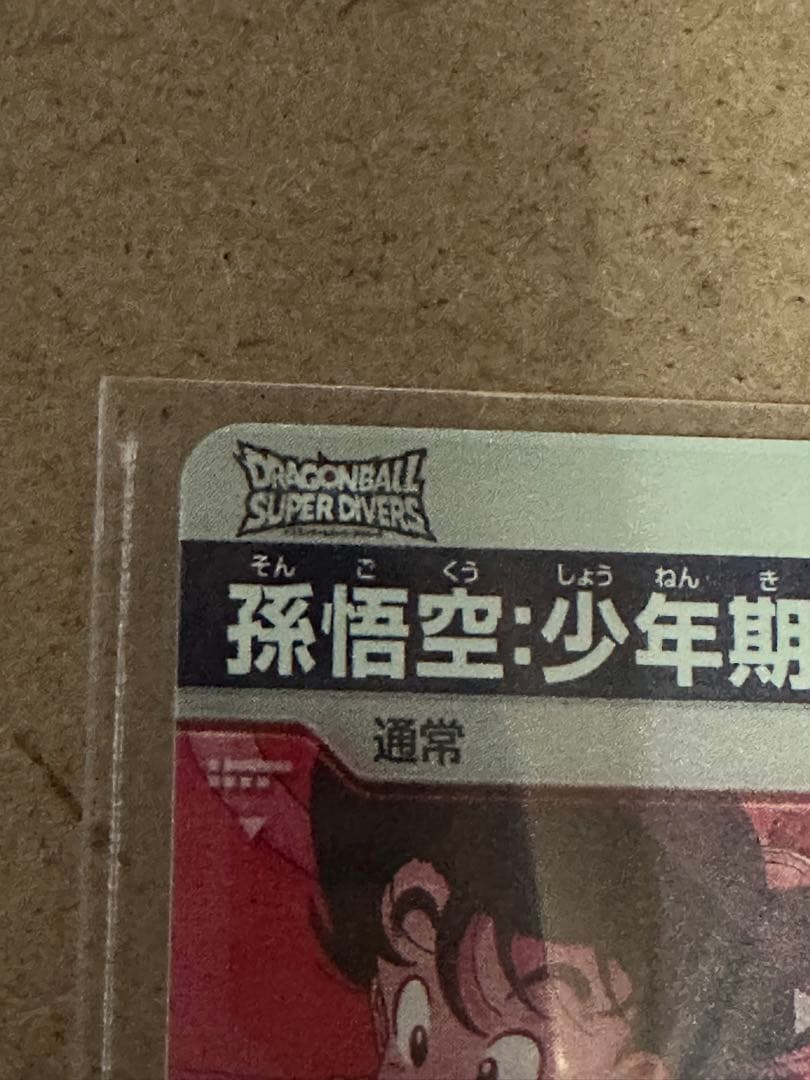 DRAGONBALL
SUPER DIVERS
そん ご くう しょう ねん き
孫悟空:少年期
通常